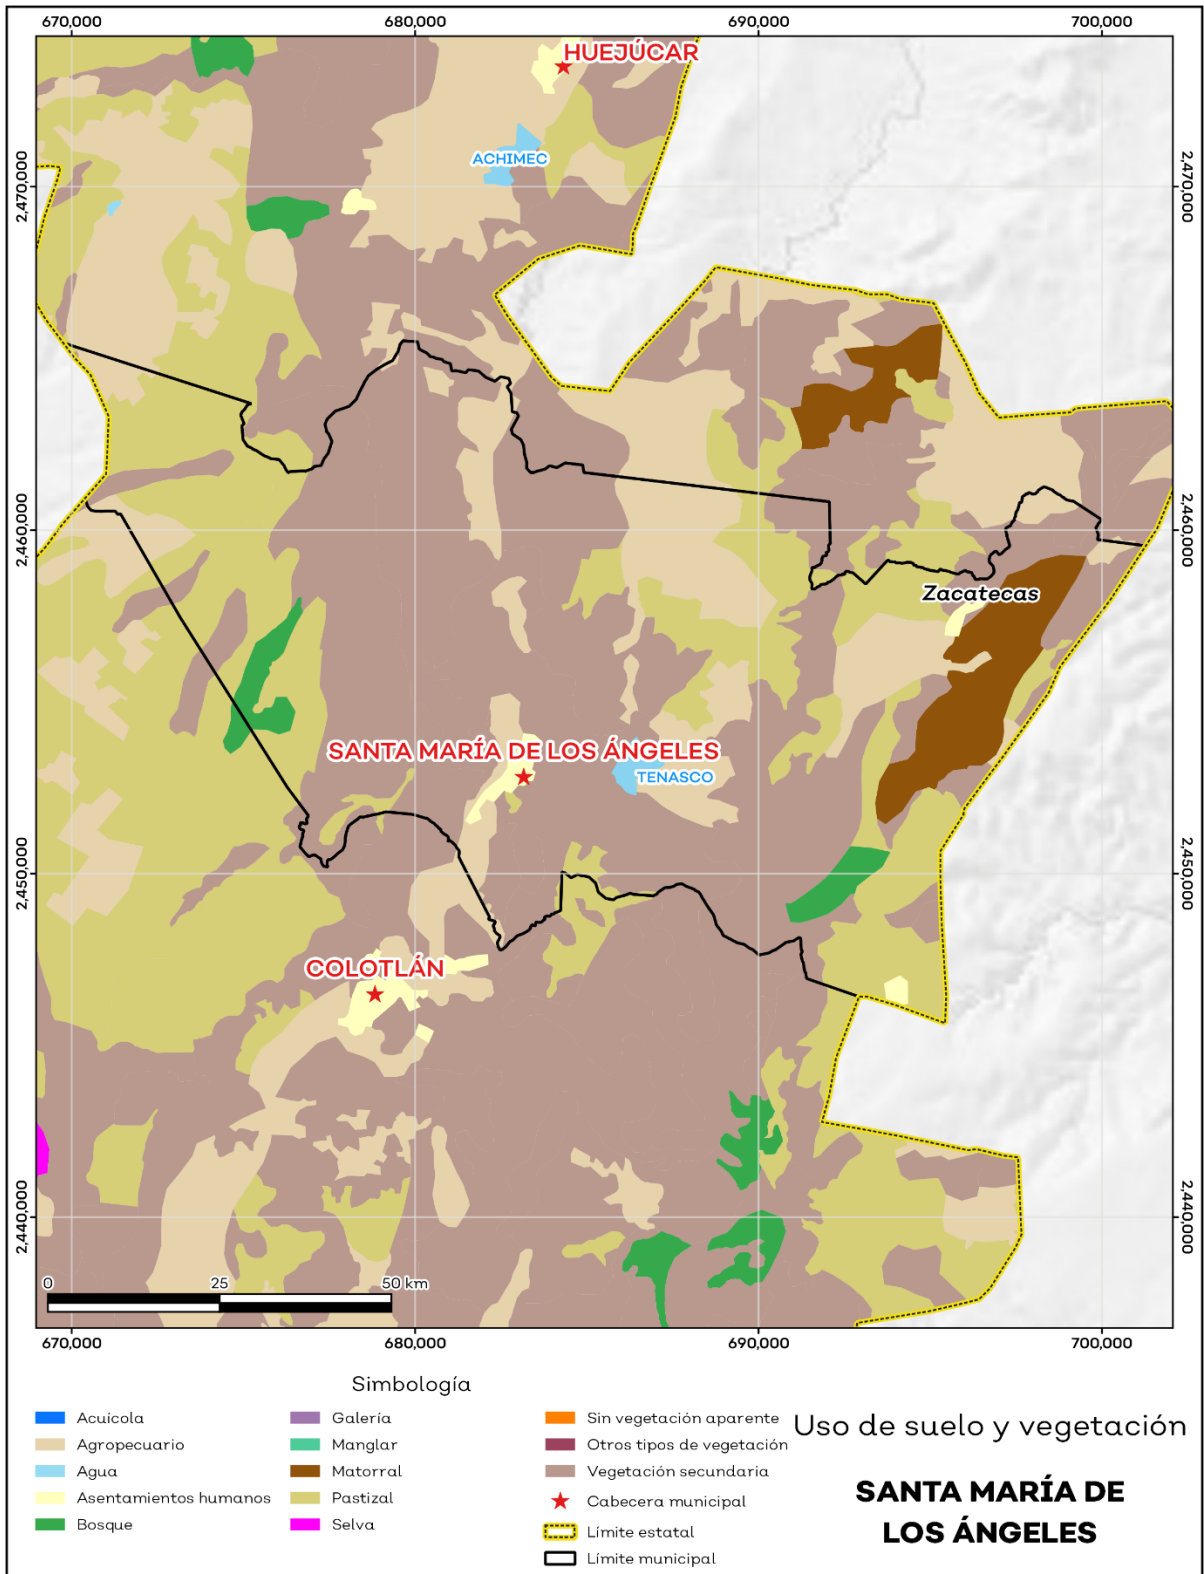 670,000
680,000
690,000
700,000
HUEJÚCAR
ACHIMEC
2,470,000
2,470,000
2,460,000
2,460,000
Zacatecas
SANTA MARÍA DE LOS ÁNGELES
TENASCO
2,450,000
2,450,000
COLOTLÁN
2,440,000
2,440,000
0
25
50 km
670,000
680,000
690,000
700,000
Simbología
Acuícola
Agropecuario
Agua
Asentamientos humanos
Bosque
Galería
Manglar
Matorral
Pastizal
Selva
Sin vegetación aparente
Otros tipos de vegetación
Vegetación secundaria
Cabecera municipal
Límite estatal
Límite municipal
Uso de suelo y vegetación
SANTA MARÍA DE
LOS ÁNGELES